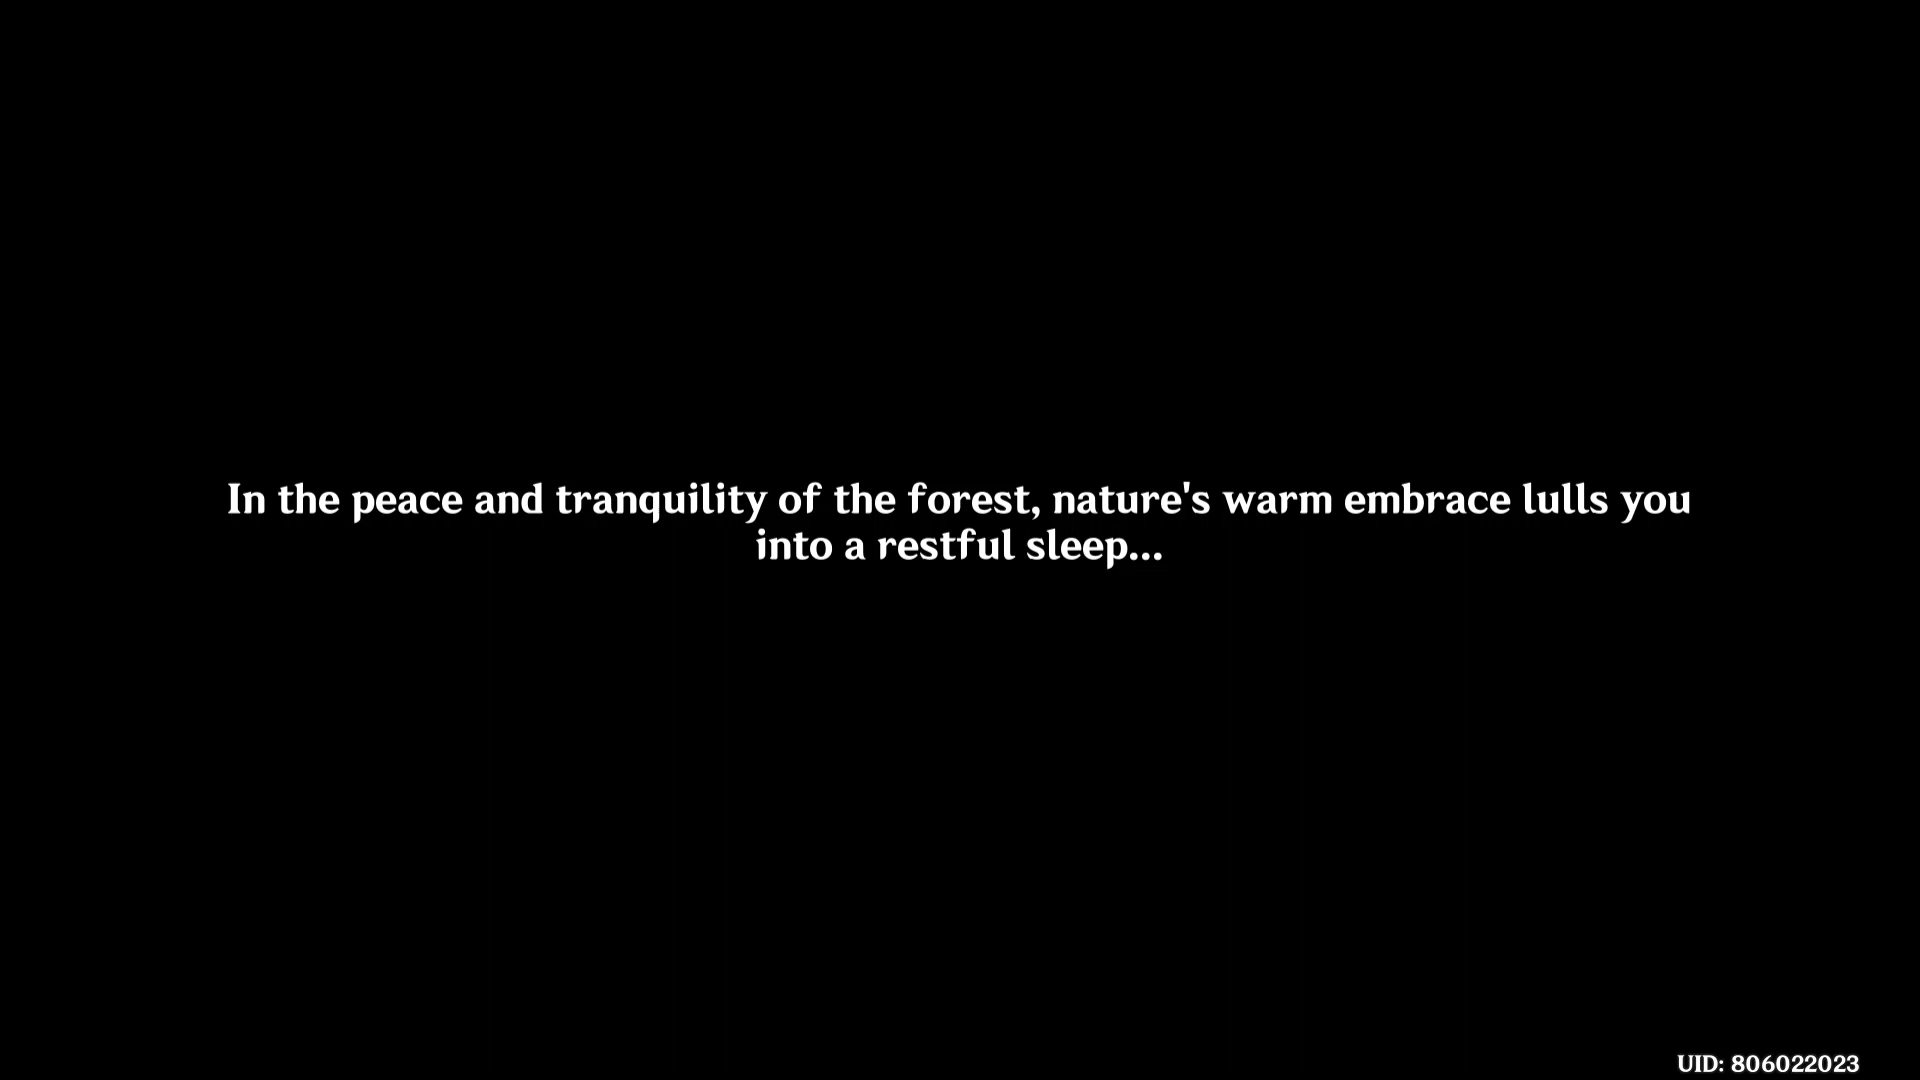 In the peace and tranquility of the forest, nature's warm embrace lulls you
into a restful sleep...
UID: 806022023